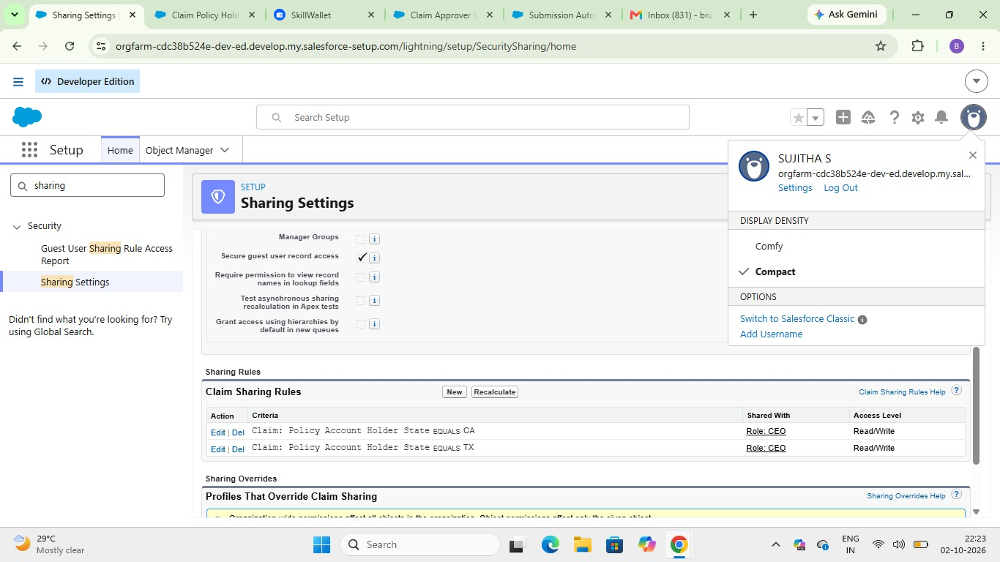 Sharing Settings |
Claim Policy Hold
SkillWallet
Claim Approver S
Submission Auto
Inbox (831) - bru
Ask Gemini
orgfarm-cdc38b524e-dev-ed.develop.my.salesforce-setup.com/lightning/setup/SecuritySharing/home
B
</> Developer Edition
Search Setup
Setup
Home
Object Manager
SUJITHA S
orgfarm-cdc38b524e-dev-ed.develop.my.sal...
Settings
Log Out
DISPLAY DENSITY
Comfy
Compact
OPTIONS
Switch to Salesforce Classic
Add Username
sharing
Security
Guest User Sharing Rule Access
Report
Sharing Settings
Didn't find what you're looking for? Try
using Global Search.
SETUP
Sharing Settings
Manager Groups
Secure guest user record access
Require permission to view record
names in lookup fields
Test asynchronous sharing
recalculation in Apex tests
Grant access using hierarchies by
default in new queues
Sharing Rules
Claim Sharing Rules
New
Recalculate
Claim Sharing Rules Help ?
Action
Criteria
Shared With
Access Level
Edit | Del
Claim: Policy Account Holder State EQUALS CA
Role: CEO
Read/Write
Edit | Del
Claim: Policy Account Holder State EQUALS TX
Role: CEO
Read/Write
Sharing Overrides
Profiles That Override Claim Sharing
Sharing Overrides Help ?
29°C
Mostly clear
Search
ENG
IN
22:23
02-10-2026